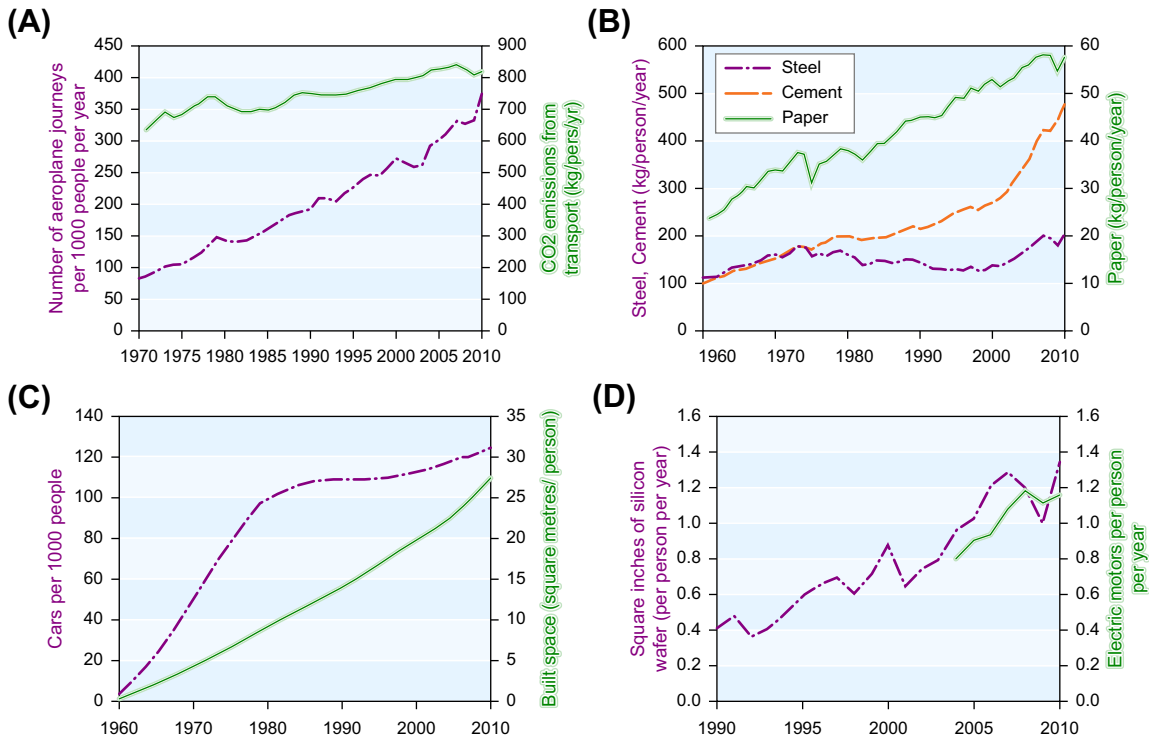 (A)
450
400
350
300
250
200
150
100
50
0
Number of aeroplane journeys
per 1000 people per year
900
800
700
600
500
400
300
200
100
0
CO2 emissions from
transport (kg/pers/yr)
1970 1975 1980 1985 1990 1995 2000 2005 2010
(B)
600
500
400
300
200
100
0
Steel, Cement (kg/person/year)
Steel
Cement
Paper
60
50
40
30
20
10
0
Paper (kg/person/year)
1960 1970 1980 1990 2000 2010
(C)
140
120
100
80
60
40
20
0
Cars per 1000 people
35
30
25
20
15
10
5
0
Built space (square metres/ person)
1960 1970 1980 1990 2000 2010
(D)
1.6
1.4
1.2
1.0
0.8
0.6
0.4
0.2
0.0
Square inches of silicon
wafer (per person per year)
1.6
1.4
1.2
1.0
0.8
0.6
0.4
0.2
0.0
Electric motors per person
per year
1990 1995 2000 2005 2010